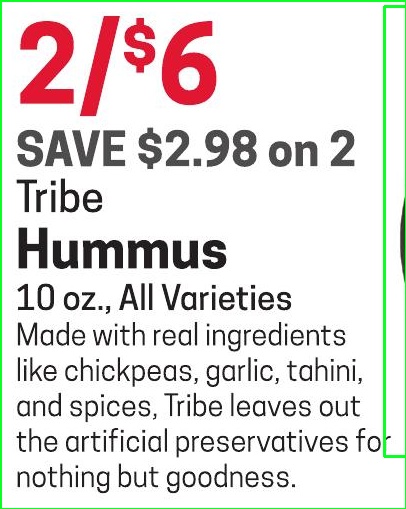 2/$6
SAVE $2.98 on 2
Tribe
Hummus
10 oz., All Varieties
Made with real ingredients
like chickpeas, garlic, tahini,
and spices, Tribe leaves out
the artificial preservatives for
nothing but goodness.